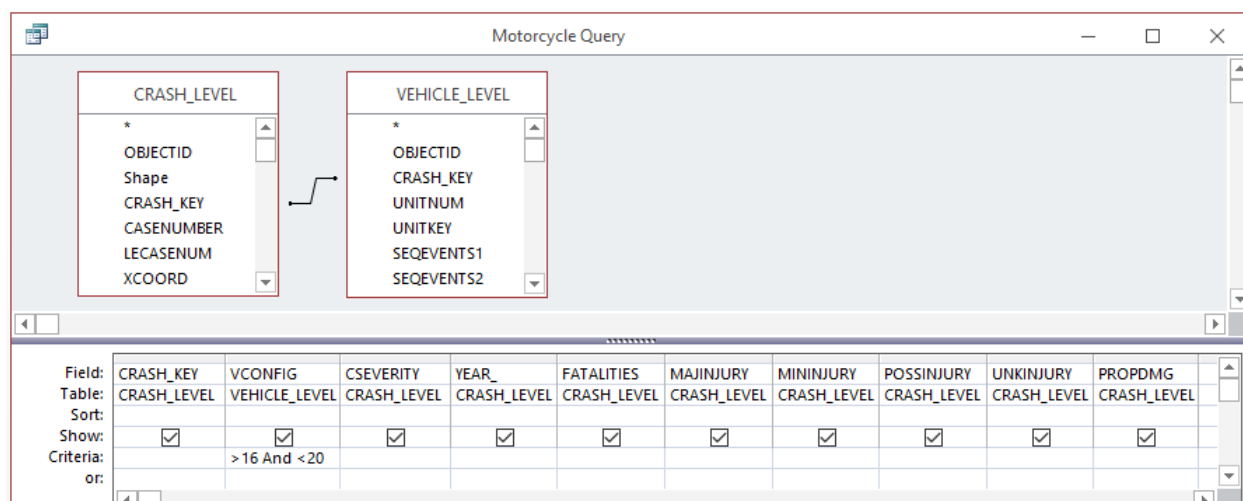 Motorcycle Query
CRASH_LEVEL
*
OBJECTID
Shape
CRASH_KEY
CASENUMBER
LECASENUM
XCOORD
VEHICLE_LEVEL
*
OBJECTID
CRASH_KEY
UNITNUM
UNITKEY
SEQEVENTS1
SEQEVENTS2
Field: CRASH_KEY VCONFIG CSEVERITY YEAR_ FATALITIES MAJINJURY MININJURY POSSINJURY UNKINJURY PROPDMG
Table: CRASH_LEVEL VEHICLE_LEVEL CRASH_LEVEL CRASH_LEVEL CRASH_LEVEL CRASH_LEVEL CRASH_LEVEL CRASH_LEVEL CRASH_LEVEL CRASH_LEVEL
Sort:
Show:
Criteria: >16 And <20
or: